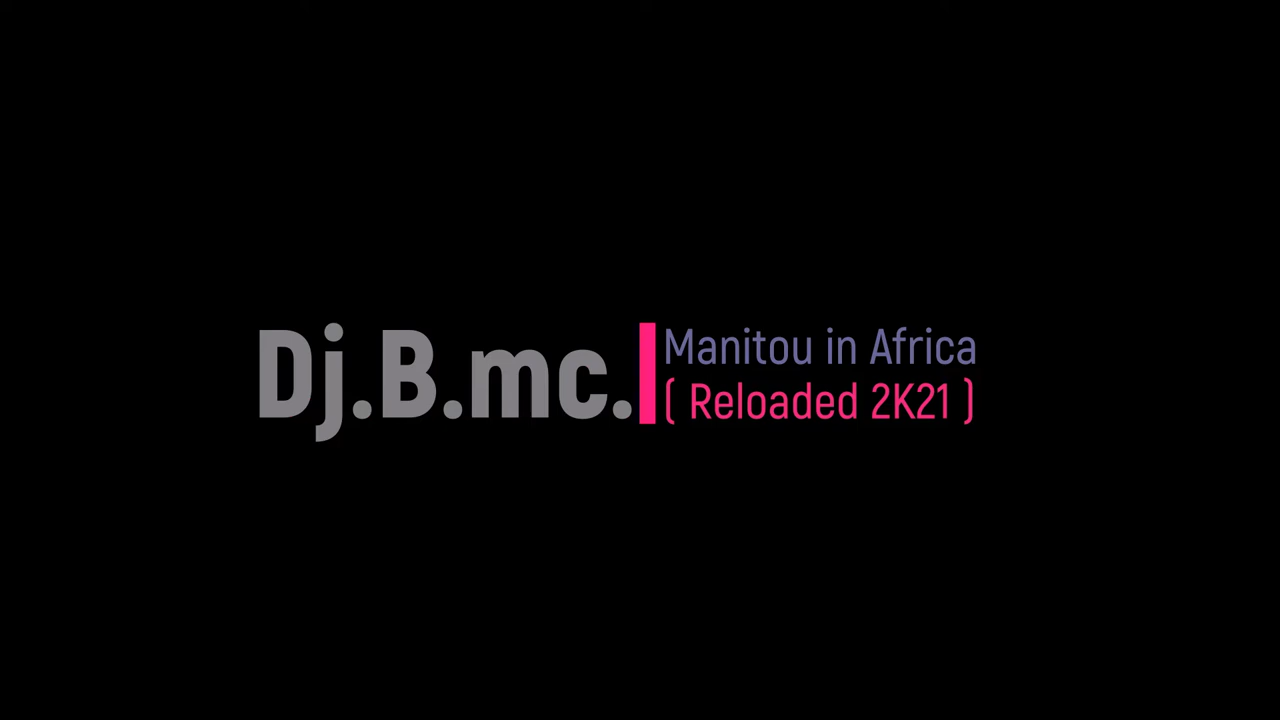 Dj.B.mc.
Manitou in Africa
( Reloaded 2K21 )